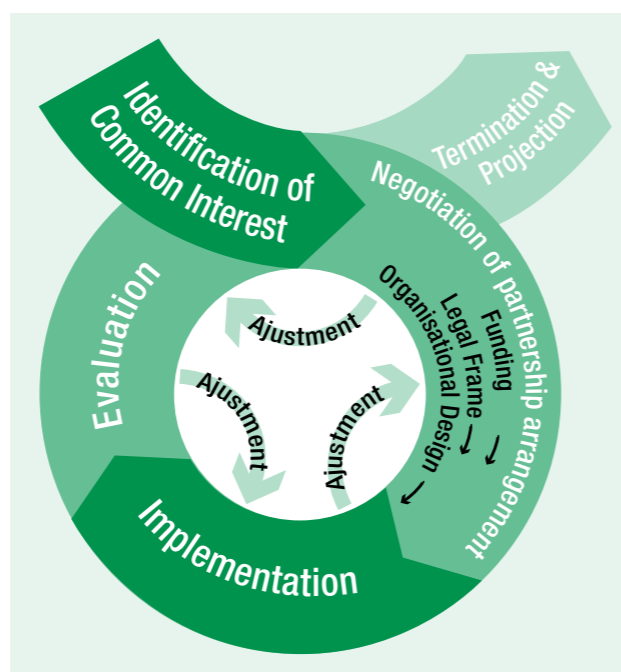 Identification of
Common Interest
Termination &
Projection
Negotiation of partnership arrangement
Funding
Legal Frame
Organisational Design
Implementation
Evaluation
Ajustment
Ajustment
Ajustment